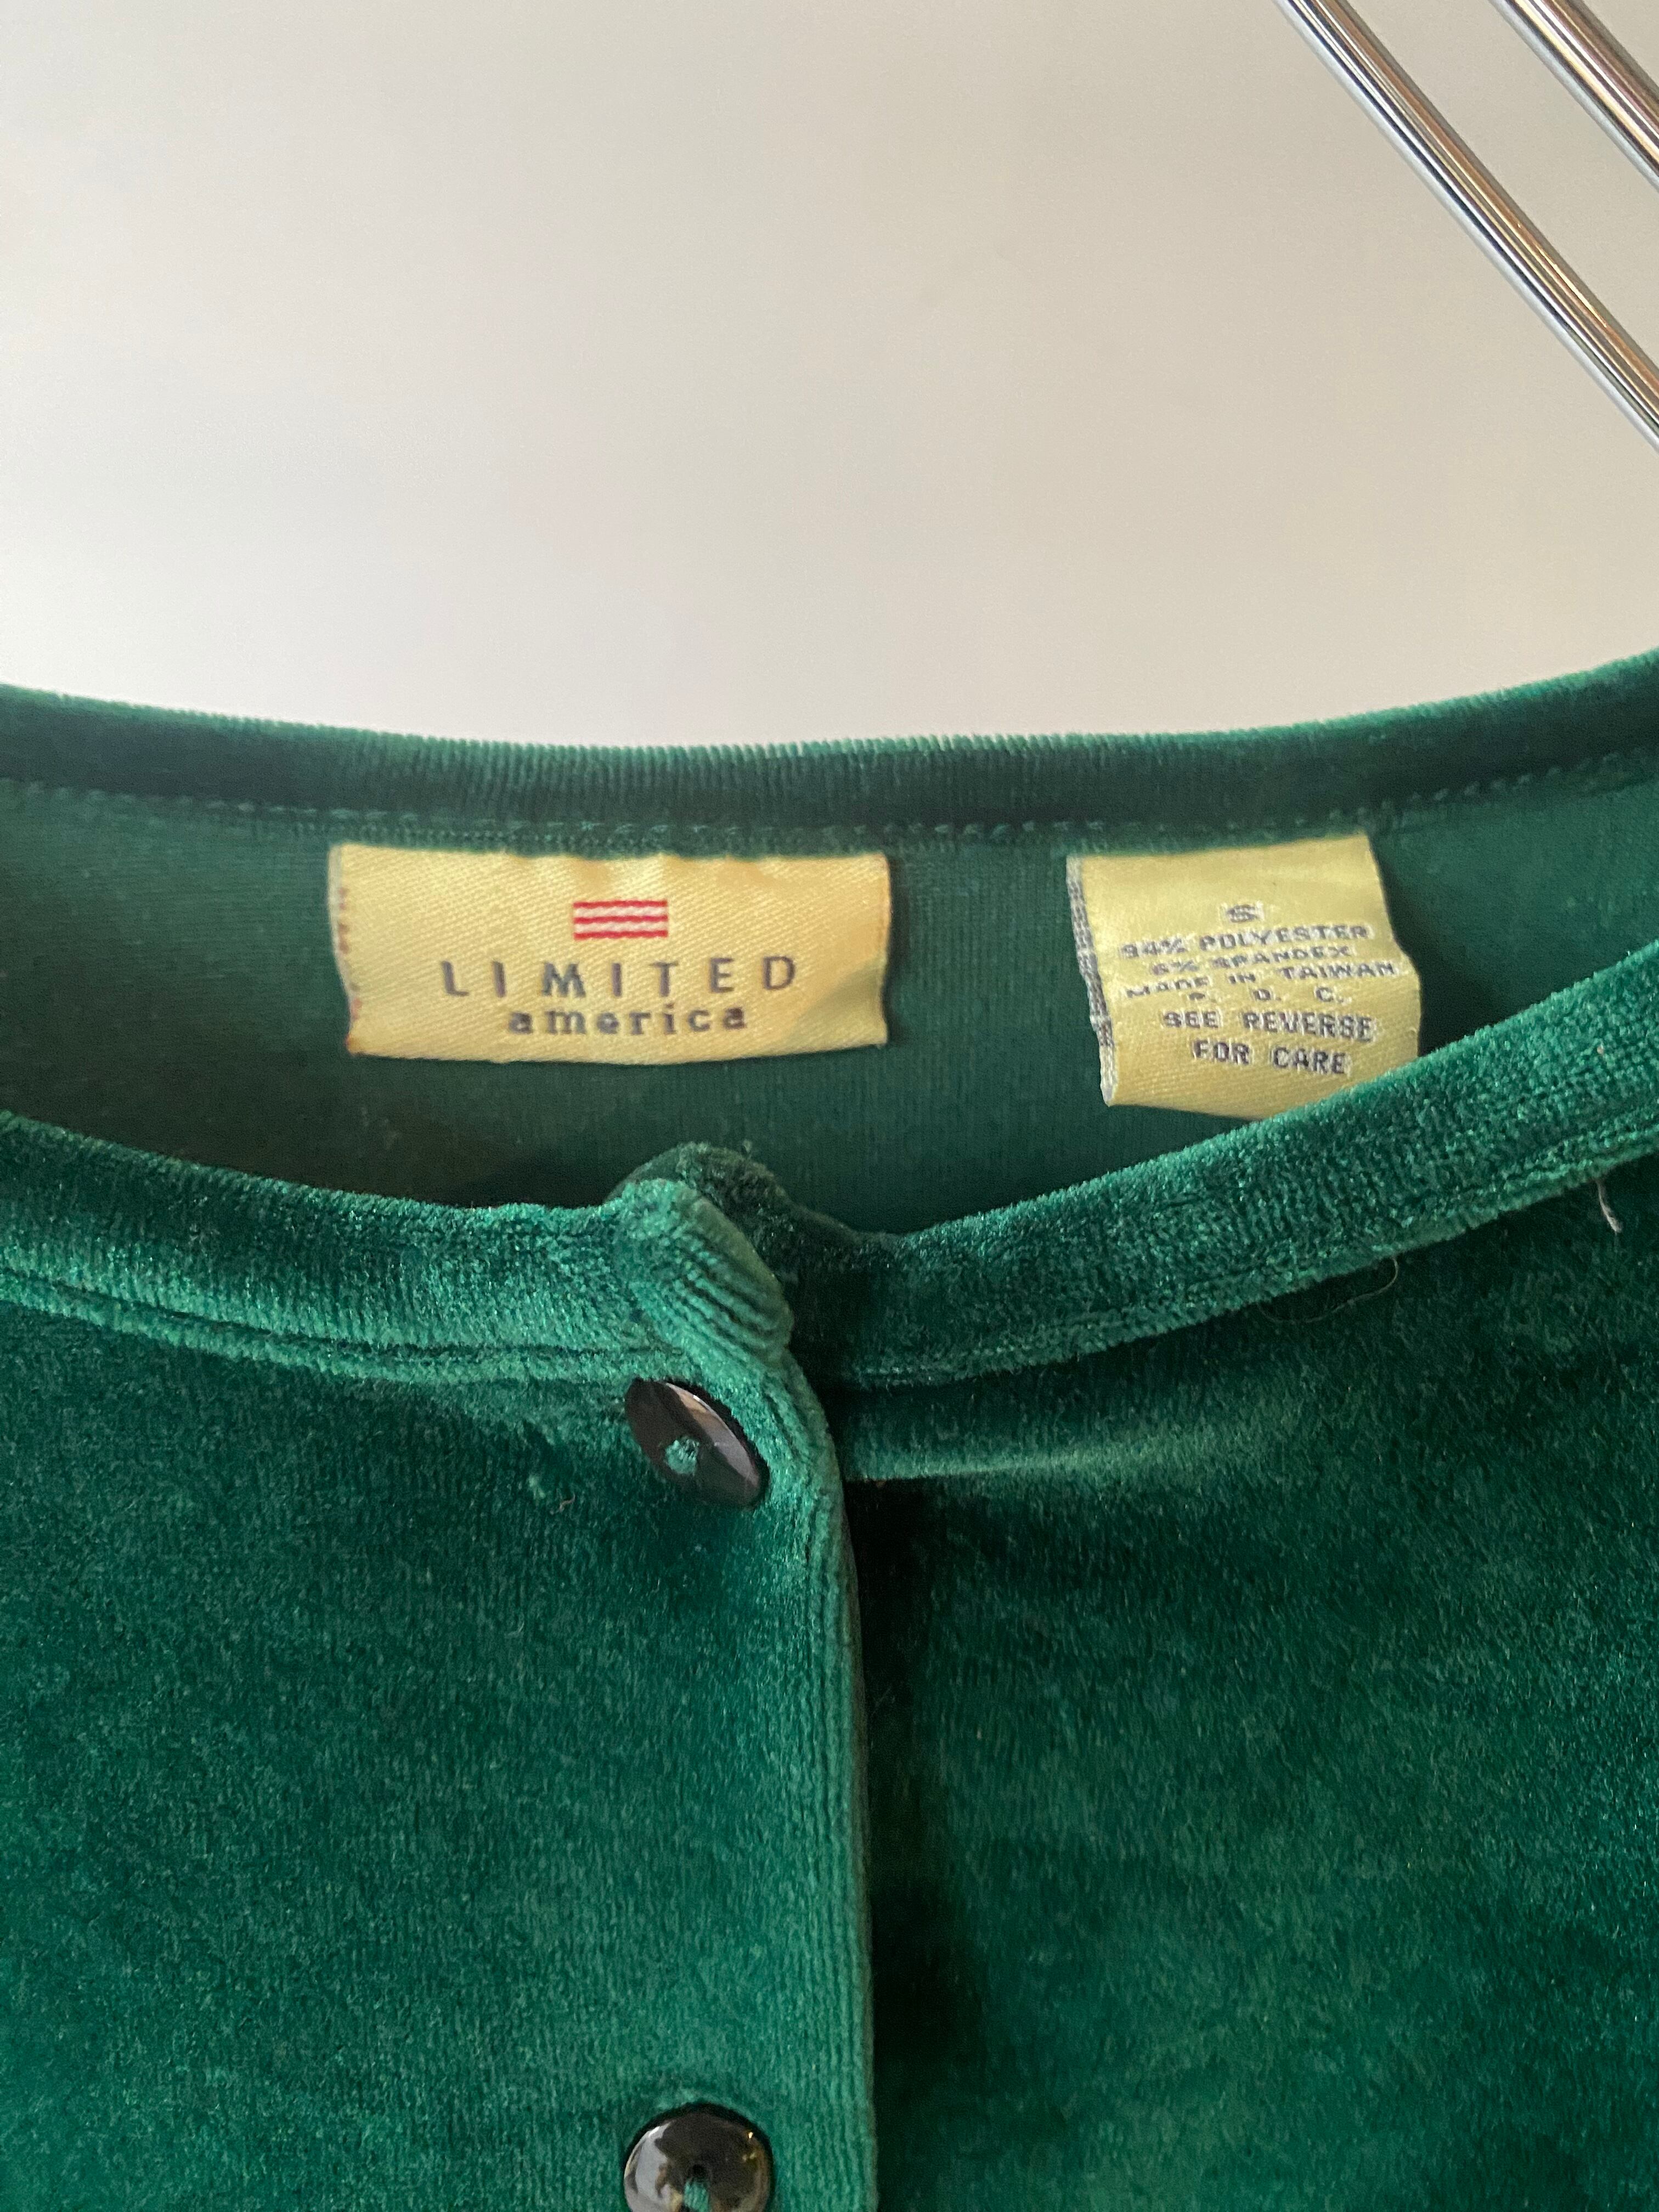 LIMITED
america
S
94% POLYESTER
6% SPANDEX
MADE IN TAIWAN
R. O. C.
SEE REVERSE
FOR CARE